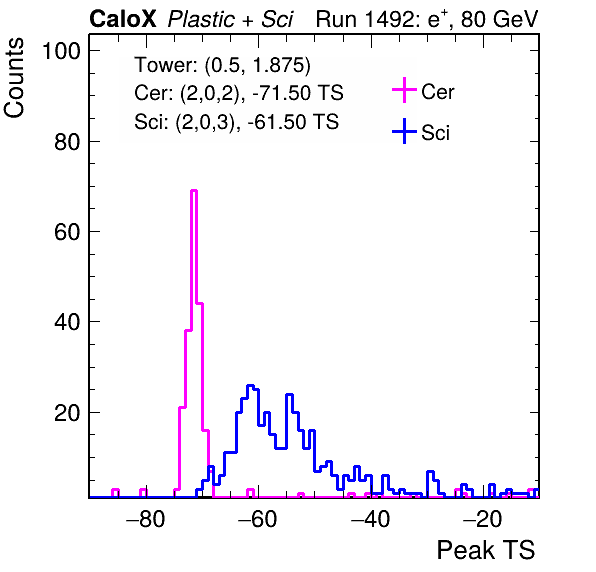 CaloX Plastic + Sci Run 1492: e+, 80 GeV
Tower: (0.5, 1.875)
Cer: (2,0,2), -71.50 TS
Sci: (2,0,3), -61.50 TS
Cer
Sci
Counts
100
80
60
40
20
−80 −60 −40 −20
Peak TS